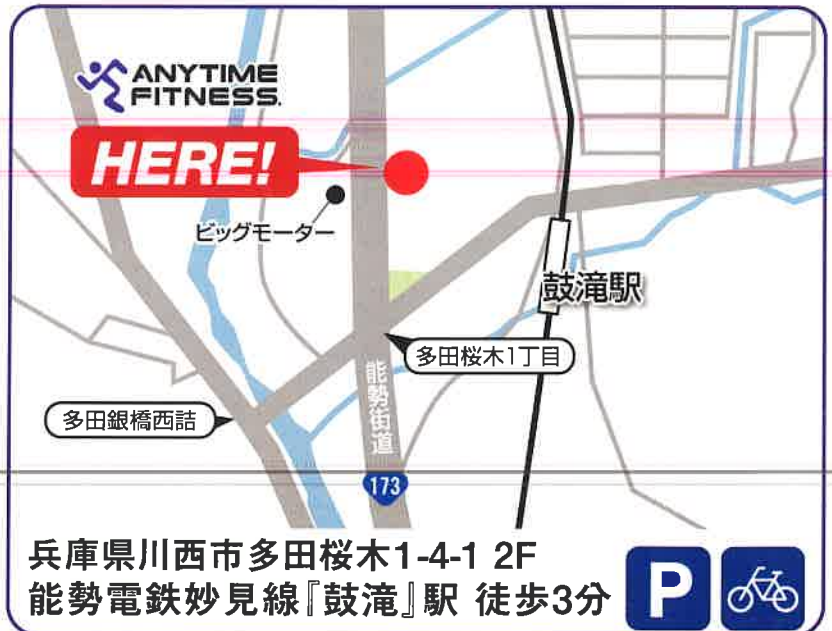 ANYTIME
FITNESS.
HERE!
ビッグモーター
鼓滝駅
多田桜木1丁目
能勢街道
多田銀橋西詰
173
兵庫県川西市多田桜木1-4-1 2F
能勢電鉄妙見線『鼓滝』駅 徒歩3分
P